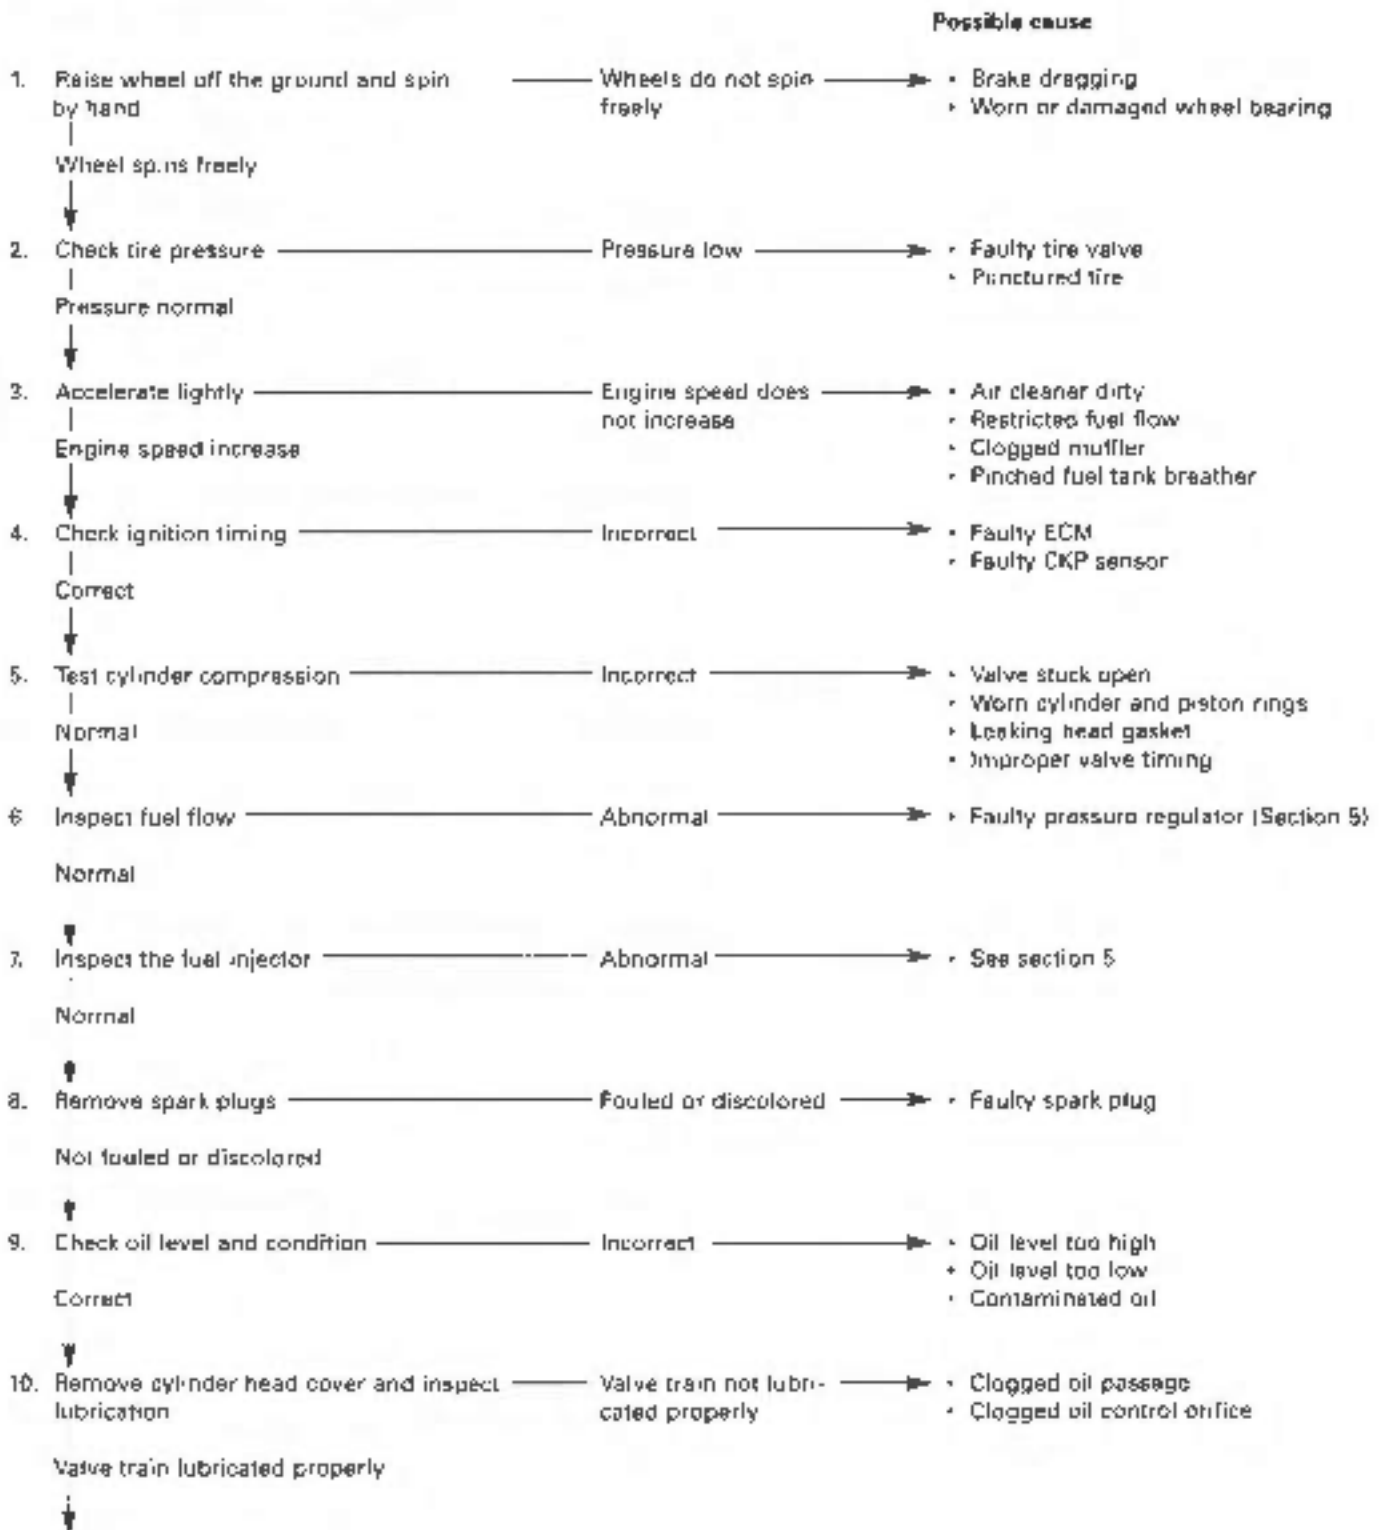 Possible cause
1. Raise wheel off the ground and spin by hand
Wheels do not spin freely
• Brake dragging
• Worn or damaged wheel bearing
Wheel spins freely
2. Check tire pressure
Pressure low
• Faulty tire valve
• Punctured tire
Pressure normal
3. Accelerate lightly
Engine speed does not increase
• Air cleaner dirty
• Restricted fuel flow
• Clogged muffler
• Pinched fuel tank breather
Engine speed increase
4. Check ignition timing
Incorrect
• Faulty ECM
• Faulty CKP sensor
Correct
5. Test cylinder compression
Incorrect
• Valve stuck open
• Worn cylinder and piston rings
• Leaking head gasket
• Improper valve timing
Normal
6 Inspect fuel flow
Abnormal
• Faulty pressure regulator (Section 5)
Normal
7. Inspect the fuel injector
Abnormal
• See section 5
Normal
8. Remove spark plugs
Fouled or discolored
• Faulty spark plug
Not fouled or discolored
9. Check oil level and condition
Incorrect
• Oil level too high
• Oil level too low
• Contaminated oil
Correct
10. Remove cylinder head cover and inspect lubrication
Valve train not lubri-
cated properly
• Clogged oil passage
• Clogged oil control orifice
Valve train lubricated properly